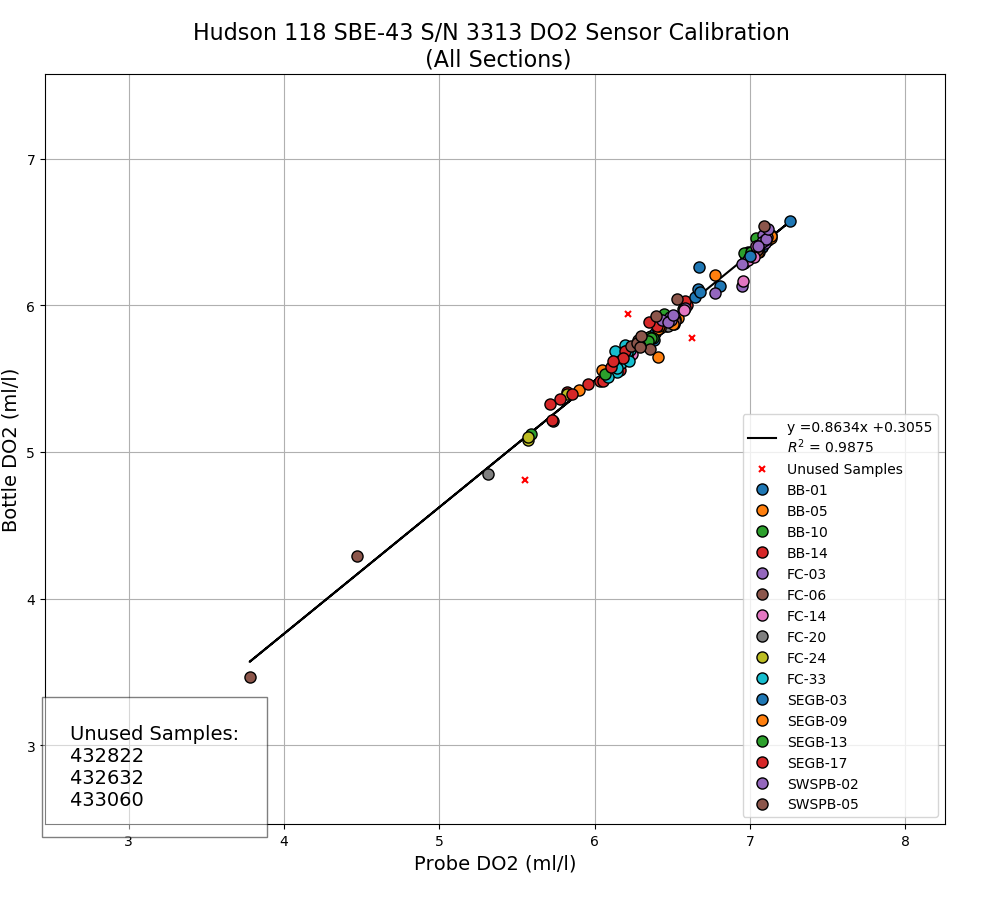 Hudson 118 SBE-43 S/N 3313 DO2 Sensor Calibration
(All Sections)
Bottle DO2 (ml/l)
7
6
5
4
3
y =0.8634x +0.3055
R² = 0.9875
Unused Samples
BB-01
BB-05
BB-10
BB-14
FC-03
FC-06
FC-14
FC-20
FC-24
FC-33
SEGB-03
SEGB-09
SEGB-13
SEGB-17
SWSPB-02
SWSPB-05
Unused Samples:
432822
432632
433060
3 4 5 6 7 8
Probe DO2 (ml/l)